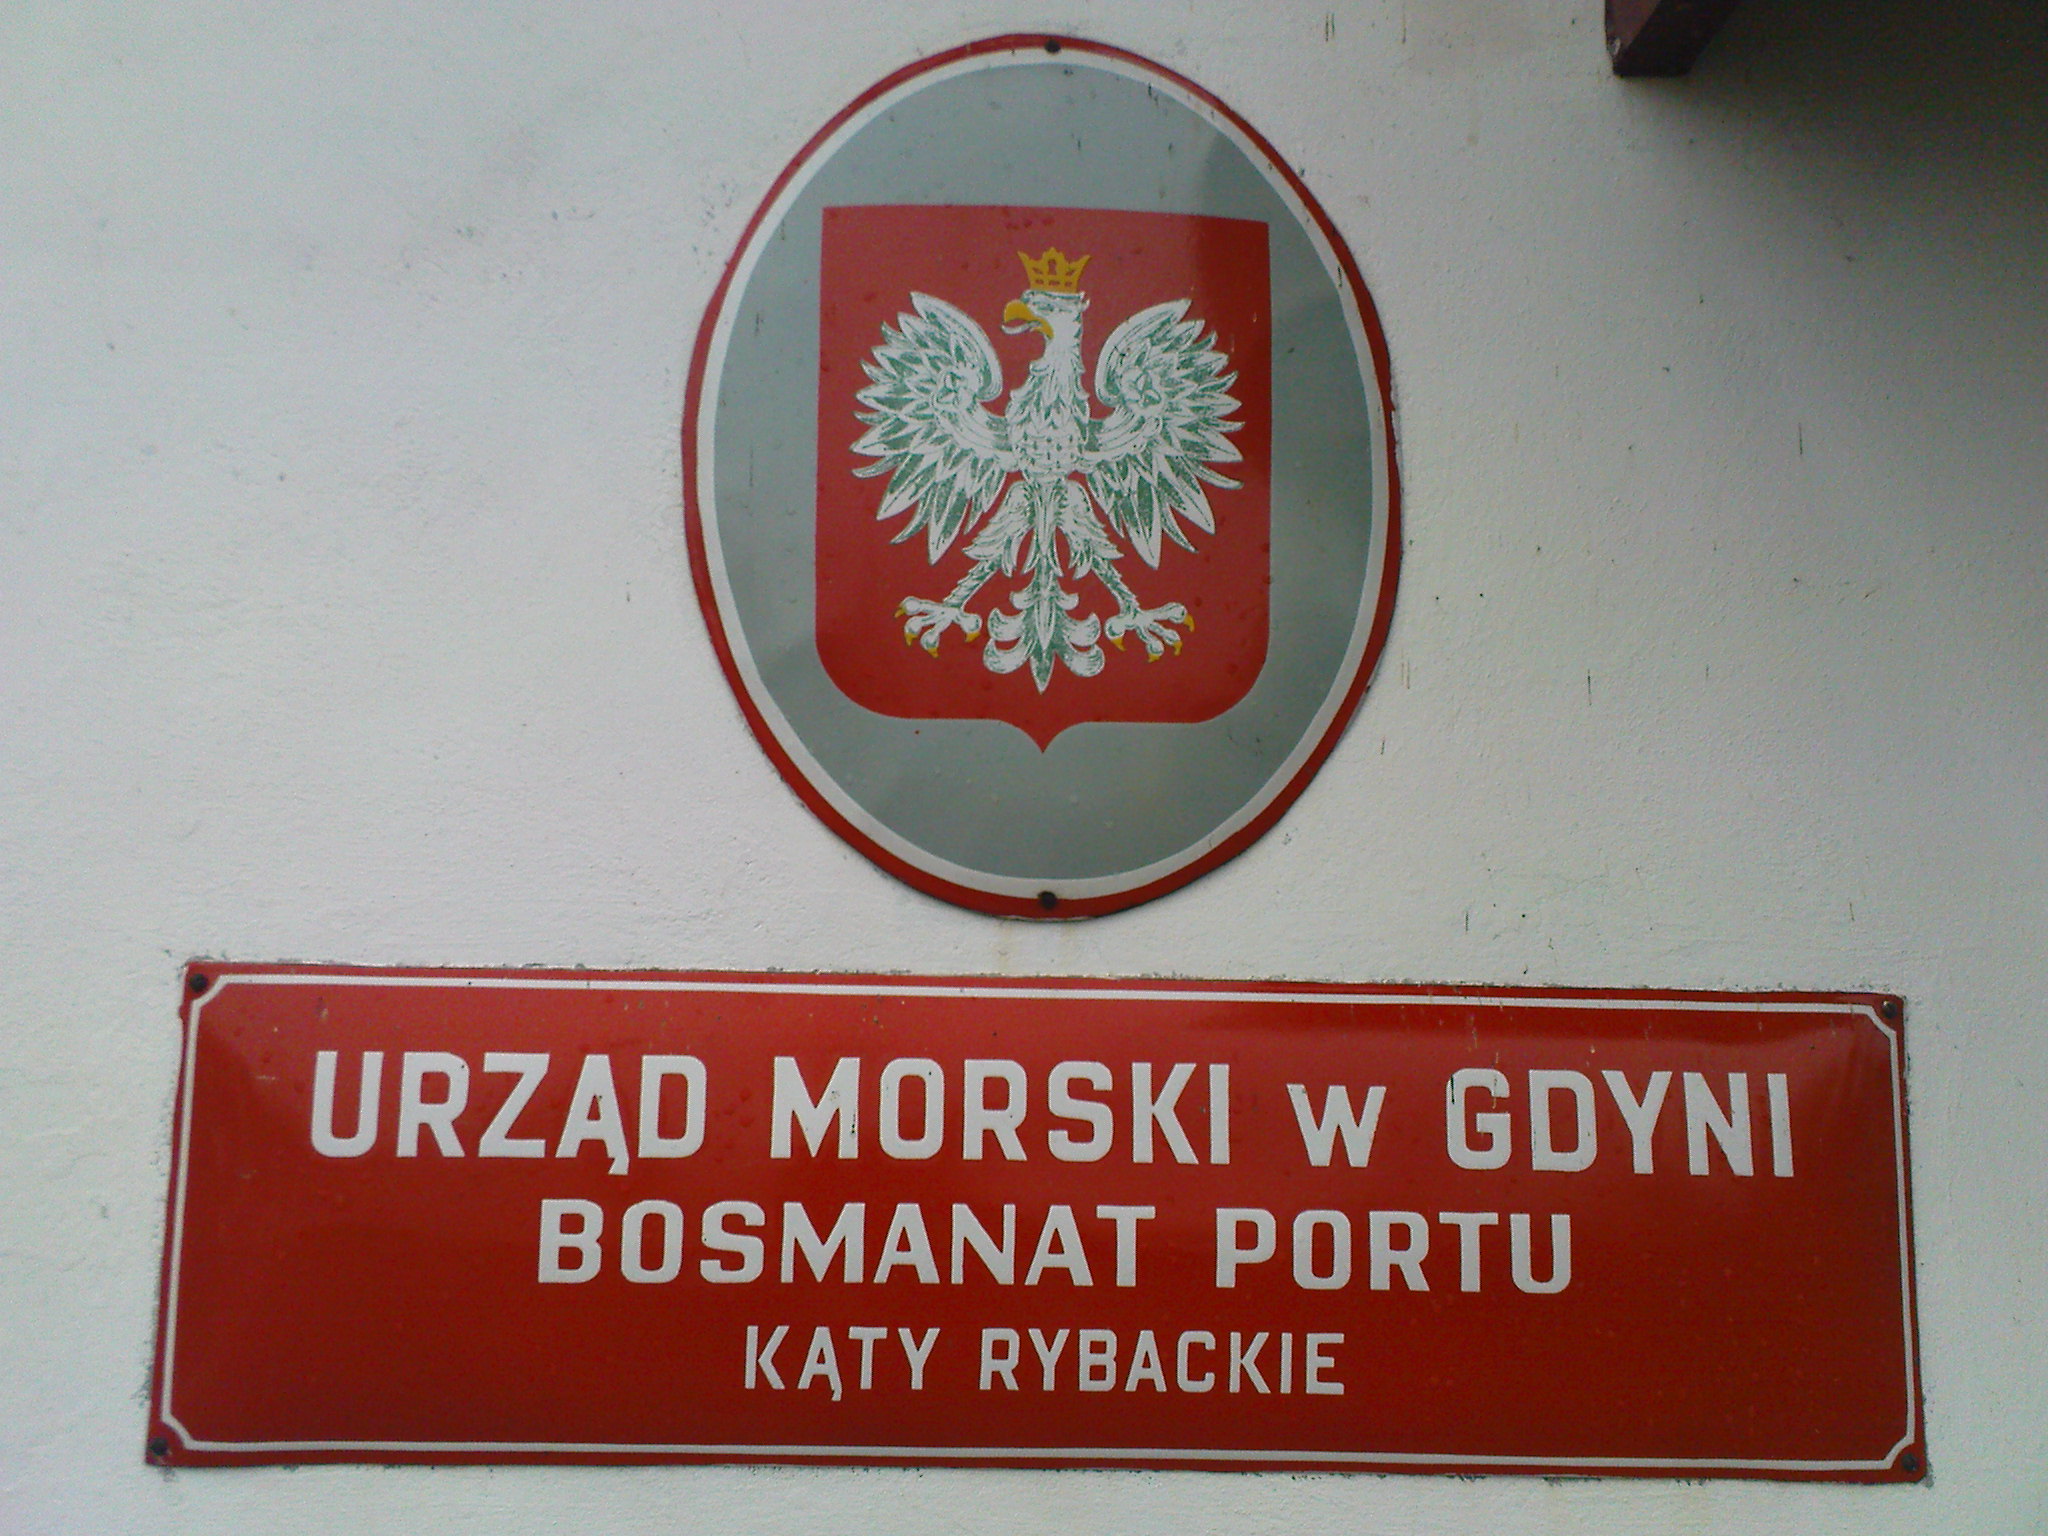 URZĄD MORSKI W GDYNI
BOSMANAT PORTU
KĄTY RYBACKIE